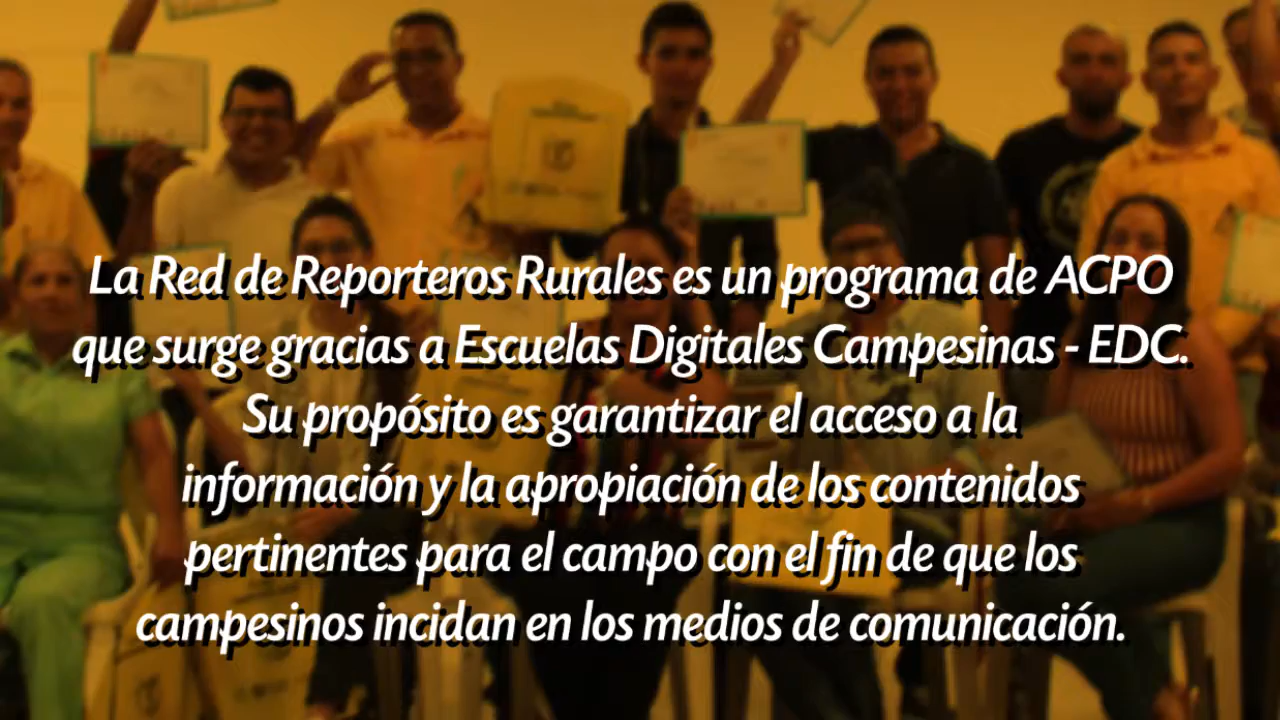 La Red de Reporteros Rurales es un programa de ACPO
que surge gracias a Escuelas Digitales Campesinas - EDC.
Su propósito es garantizar el acceso a la
información y la apropiación de los contenidos
pertinentes para el campo con el fin de que los
campesinos incidan en los medios de comunicación.